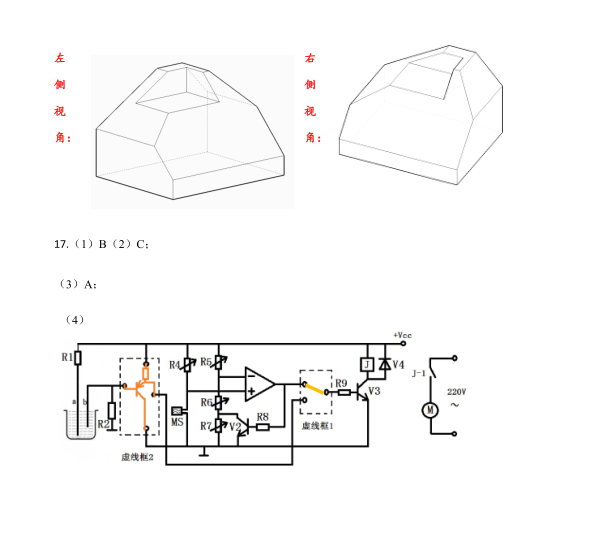 左侧视角：
右侧视角：
17.（1）B（2）C；
（3）A；
（4）
+Vcc
R1
R4
R5
J
V4
J-1
a b
R9
V3
220V
～
R6
M
MS
R8
R2
R7
V2
虚线框1
虚线框2